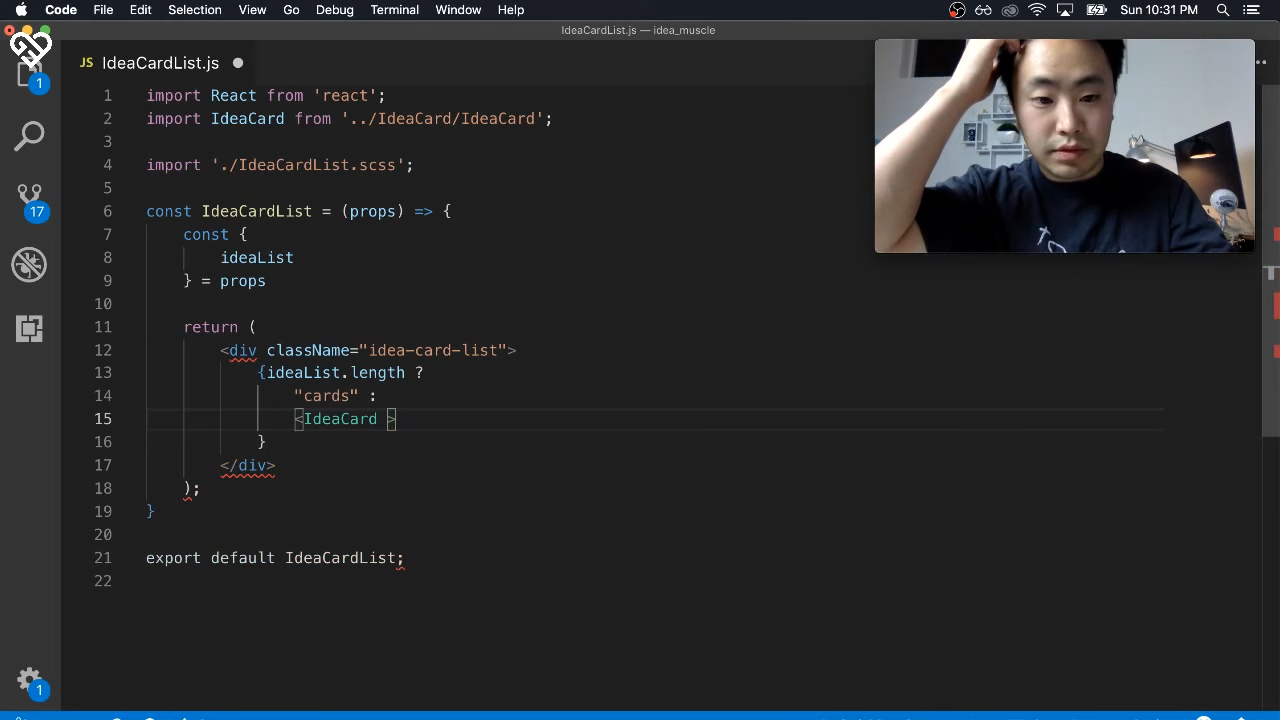 Code File Edit Selection View Go Debug Terminal Window Help Sun 10:31 PM
IdeaCardList.js — idea_muscle
JS IdeaCardList.js
1 import React from 'react';
2 import IdeaCard from '../IdeaCard/IdeaCard';
3
4 import './IdeaCardList.scss';
5
6 const IdeaCardList = (props) => {
7 const {
8 ideaList
9 } = props
10
11 return (
12 <div className="idea-card-list">
13 {ideaList.length ?
14 "cards" :
15 <IdeaCard >
16 }
17 </div>
18 );
19 }
20
21 export default IdeaCardList;
22
1
17
1